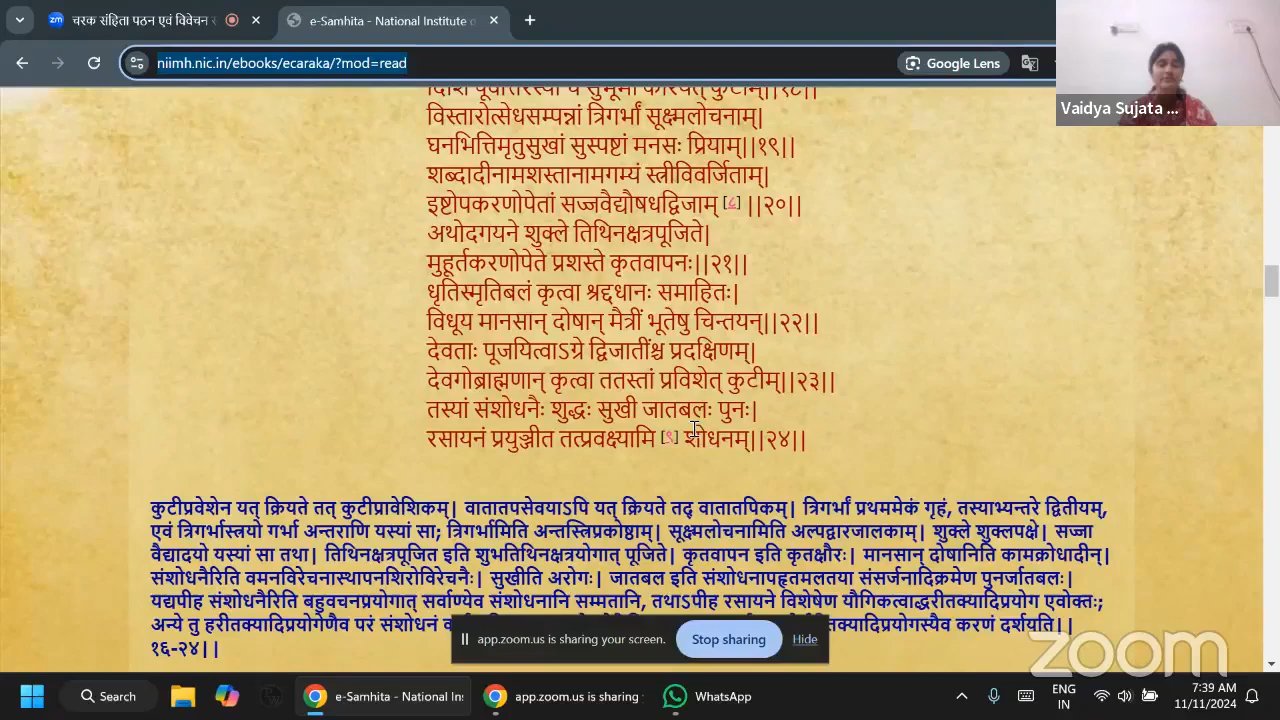 चरक संहिता पठन एवं विवेचन
e-Samhita - National Institute o
niimh.nic.in/ebooks/ecaraka/?mod=read
Google Lens
Vaidya Sujata ...
विस्तारोत्सेधसम्पन्नां त्रिगर्भां सूक्ष्मलोचनाम्|
घनभित्तिमृतुसुखां सुस्पष्टां मनसः प्रियाम्||१९||
शब्दादीनामशस्तानामगम्यं स्त्रीविवर्जिताम्|
इष्टोपकरणोपेतां सज्जवैद्यौषधद्विजाम् [८] ||२०||
अथोदगयने शुक्ले तिथिनक्षत्रपूजिते|
मुहूर्तकरणोपेते प्रशस्ते कृतवापनः||२१||
धृतिस्मृतिबलं कृत्वा श्रद्दधानः समाहितः|
विधूय मानसान् दोषान् मैत्रीं भूतेषु चिन्तयन्||२२||
देवताः पूजयित्वाऽग्रे द्विजातींश्च प्रदक्षिणम्|
देवगोब्राह्मणान् कृत्वा ततस्तां प्रविशेत् कुटीम्||२३||
तस्यां संशोधनैः शुद्धः सुखी जातबलः पुनः|
रसायनं प्रयुञ्जीत तत्प्रवक्ष्यामि [९] शोधनम्||२४||
कुटीप्रवेशेन यत् क्रियते तत् कुटीप्रावेशिकम्| वातातपसेवयाऽपि यत् क्रियते तद् वातातपिकम्| त्रिगर्भां प्रथममेकं गृहं, तस्याभ्यन्तरे द्वितीयम्,
एवं त्रिगर्भास्त्रयो गर्भा अन्तराणि यस्यां सा; त्रिगर्भामिति अन्तस्त्रिप्रकोष्ठाम्| सूक्ष्मलोचनामिति अल्पद्वारजालकाम्| शुक्ले शुक्लपक्षे| सज्जा
वैद्यादयो यस्यां सा तथा| तिथिनक्षत्रपूजित इति शुभतिथिनक्षत्रयोगात् पूजिते| कृतवापन इति कृतक्षौरः| मानसान् दोषानिति कामक्रोधादीन्|
संशोधनैरिति वमनविरेचनास्थापनशिरोविरेचनैः| सुखीति अरोगः| जातबल इति संशोधनापहृतमलतया संसर्जनादिक्रमेण पुनर्जातबलः|
यद्यपीह संशोधनैरिति बहुवचनप्रयोगात् सर्वाण्येव संशोधनानि सम्मतानि, तथाऽपीह रसायने विशेषेण यौगिकत्वाद्धरीतक्यादिप्रयोग एवोक्तः;
अन्ये तु हरीतक्यादिप्रयोगेणैव परं संशोधनं तक्यादिप्रयोगस्यैव करणं दर्शयति||
१६-२४||
app.zoom.us is sharing your screen.
Stop sharing
Hide
zoom
Search
e-Samhita - National Ins
app.zoom.us is sharing
WhatsApp
ENG
IN
7:39 AM
11/11/2024